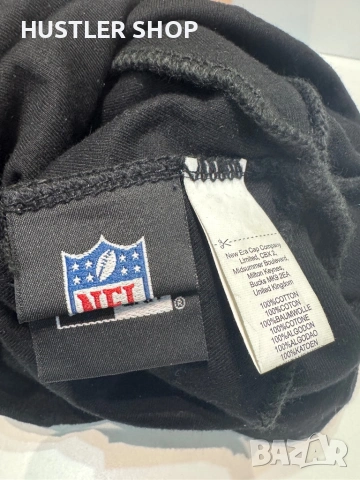 HUSTLER SHOP
NFL
®
New Era Cap Company
Limited, CBX 2,
Midsummer Boulevard,
Milton Keynes,
Bucks MK9 2EA
United Kingdom
100%COTTON
100%COTON
100%BAUMWOLLE
100%COTONE
100%ALGODON
100%ALGODAO
100%KATOEN
BAZAR